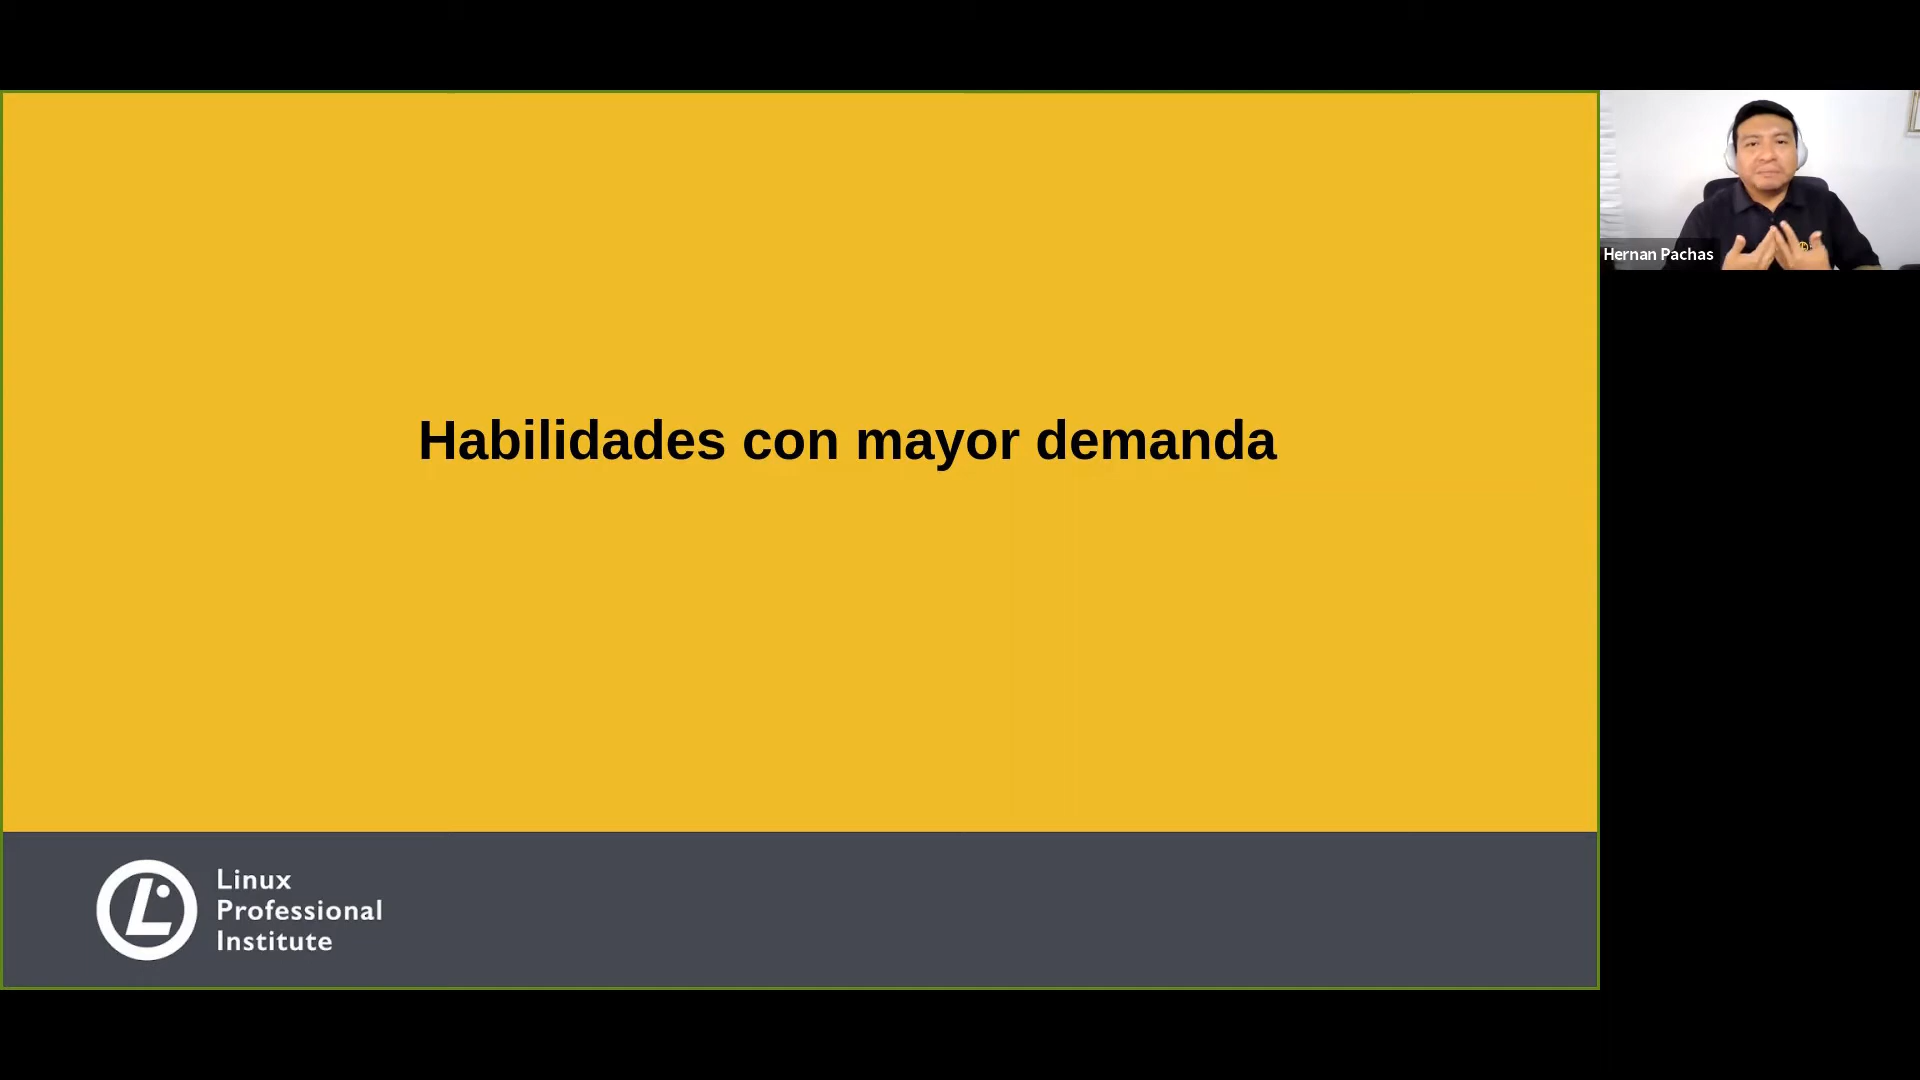 Habilidades con mayor demanda
Hernan Pachas
Linux
Professional
Institute